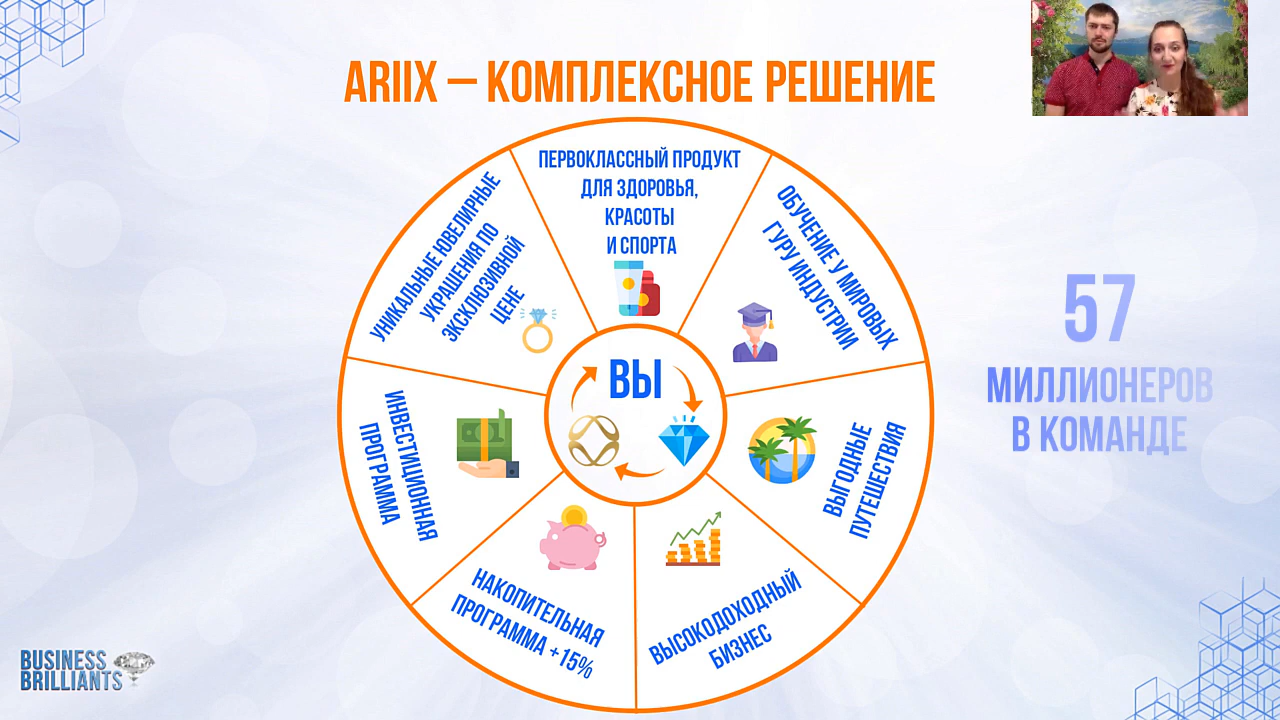 ARIIX – КОМПЛЕКСНОЕ РЕШЕНИЕ
ПЕРВОКЛАССНЫЙ ПРОДУКТ
ДЛЯ ЗДОРОВЬЯ,
КРАСОТЫ
И СПОРТА
ОБУЧЕНИЕ У МИРОВЫХ
ГУРУ ИНДУСТРИИ
ВЫГОДНЫЕ
ПУТЕШЕСТВИЯ
ВЫСОКОДОХОДНЫЙ
БИЗНЕС
НАКОПИТЕЛЬНАЯ
ПРОГРАММА +15%
ИНВЕСТИЦИОННАЯ
ПРОГРАММА
УНИКАЛЬНЫЕ ЮВЕЛИРНЫЕ
УКРАШЕНИЯ ПО
ЭКСКЛЮЗИВНОЙ
ЦЕНЕ
ВЫ
57
МИЛЛИОНЕРОВ
В КОМАНДЕ
BUSINESS
BRILLIANTS